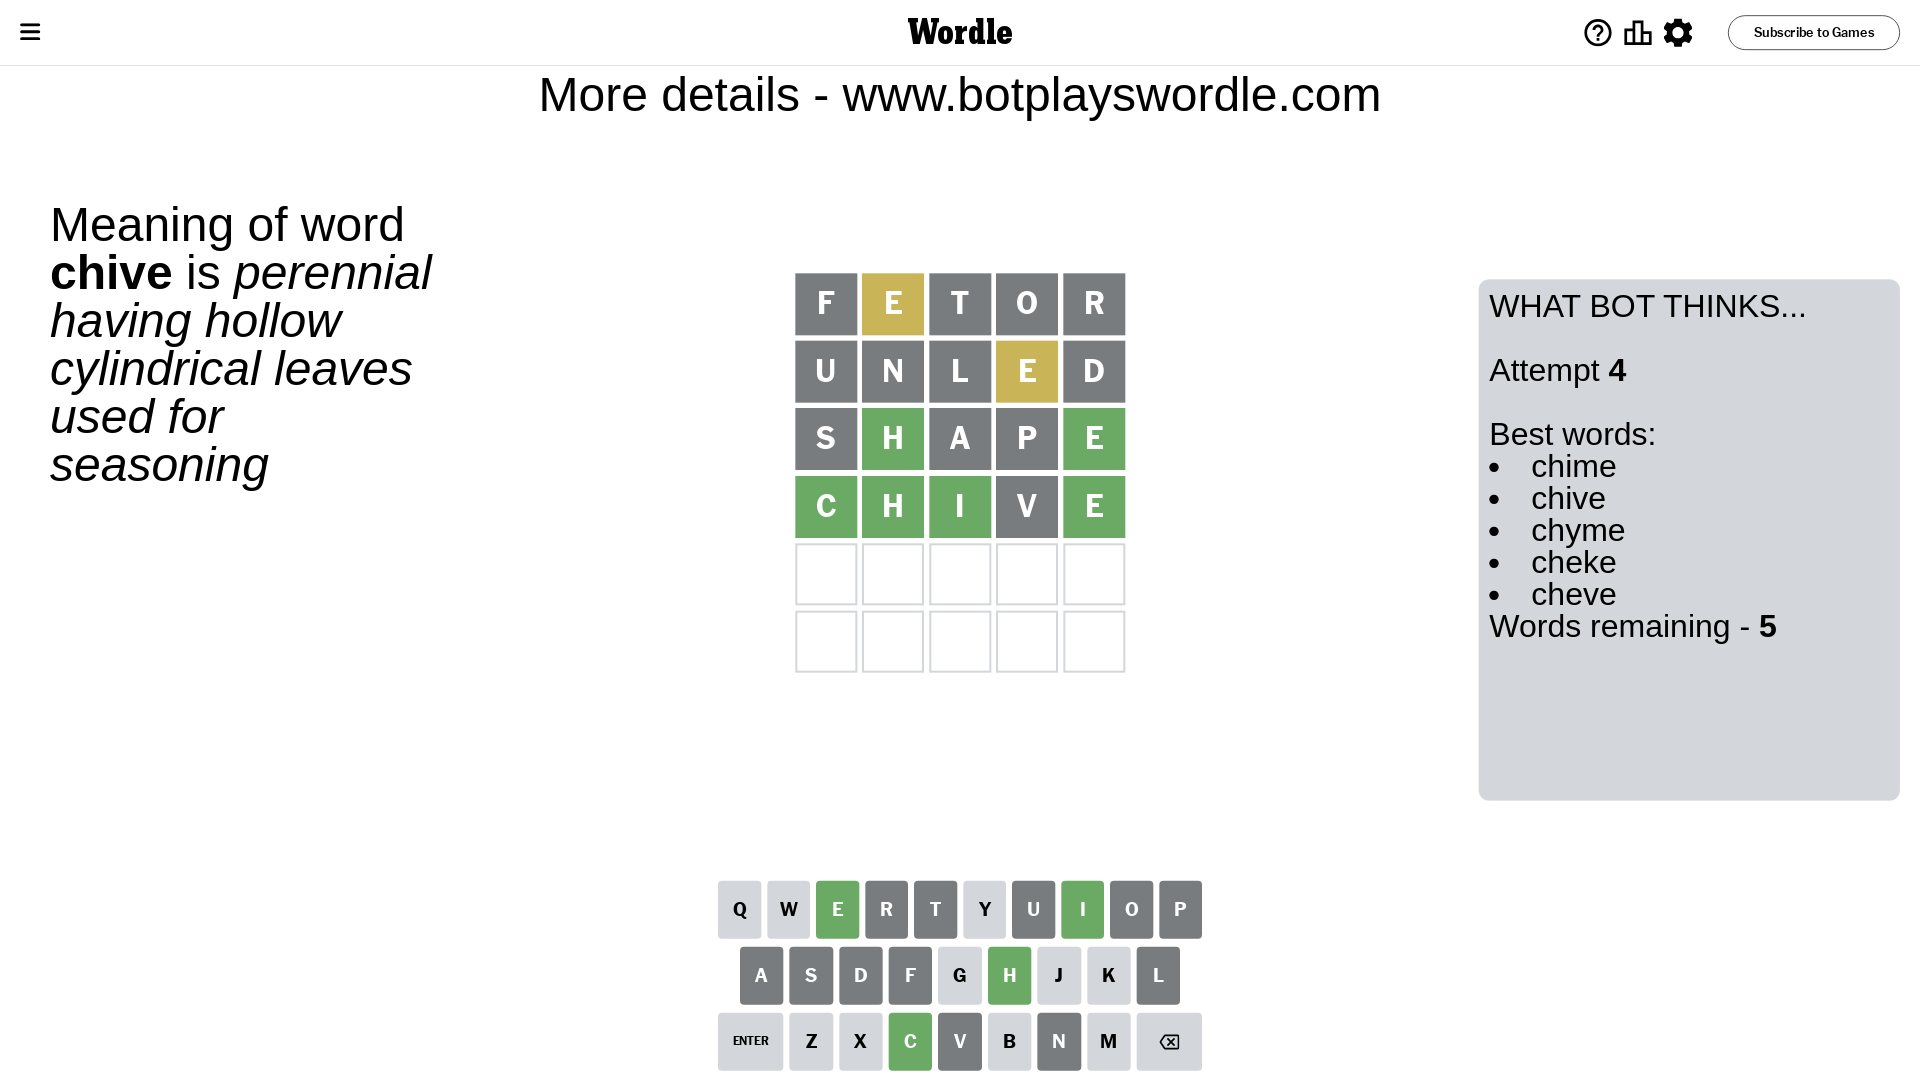 Wordle
Subscribe to Games
More details - www.botplayswordle.com
Meaning of word
chive is perennial
having hollow
cylindrical leaves
used for
seasoning
F E T O R
U N L E D
S H A P E
C H I V E
WHAT BOT THINKS...
Attempt 4
Best words:
• chime
• chive
• chyme
• cheke
• cheve
Words remaining - 5
Q W E R T Y U I O P
A S D F G H J K L
ENTER Z X C V B N M